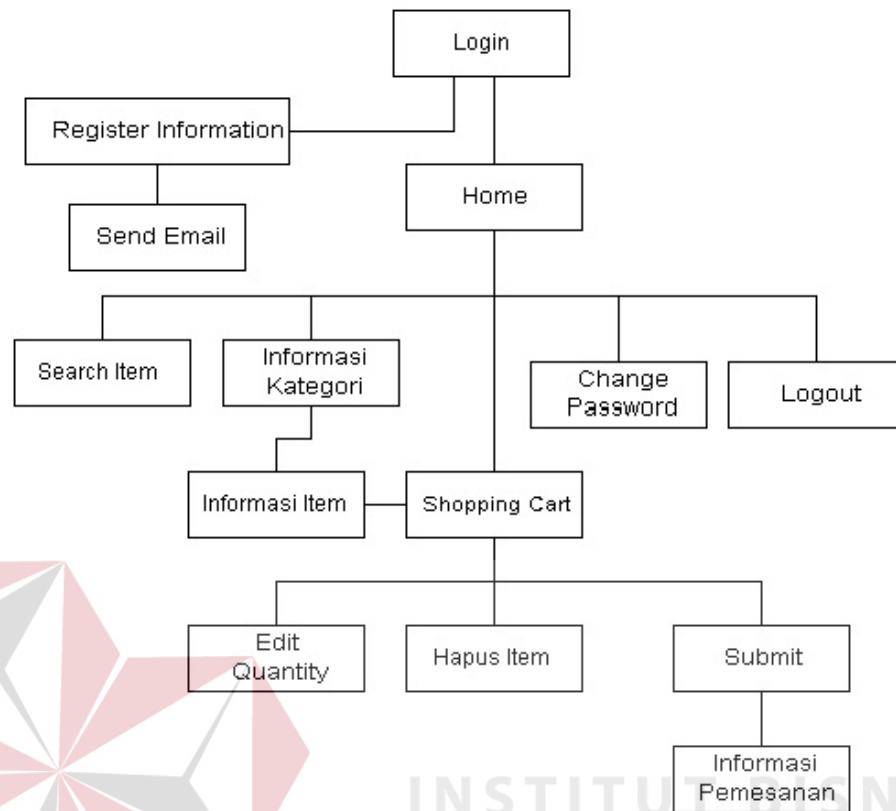 Login
Register Information
Home
Send Email
Search Item
Informasi
Kategori
Change
Password
Logout
Informasi Item
Shopping Cart
Edit
Quantity
Hapus Item
Submit
Informasi
Pemesanan
INSTITUT BISN